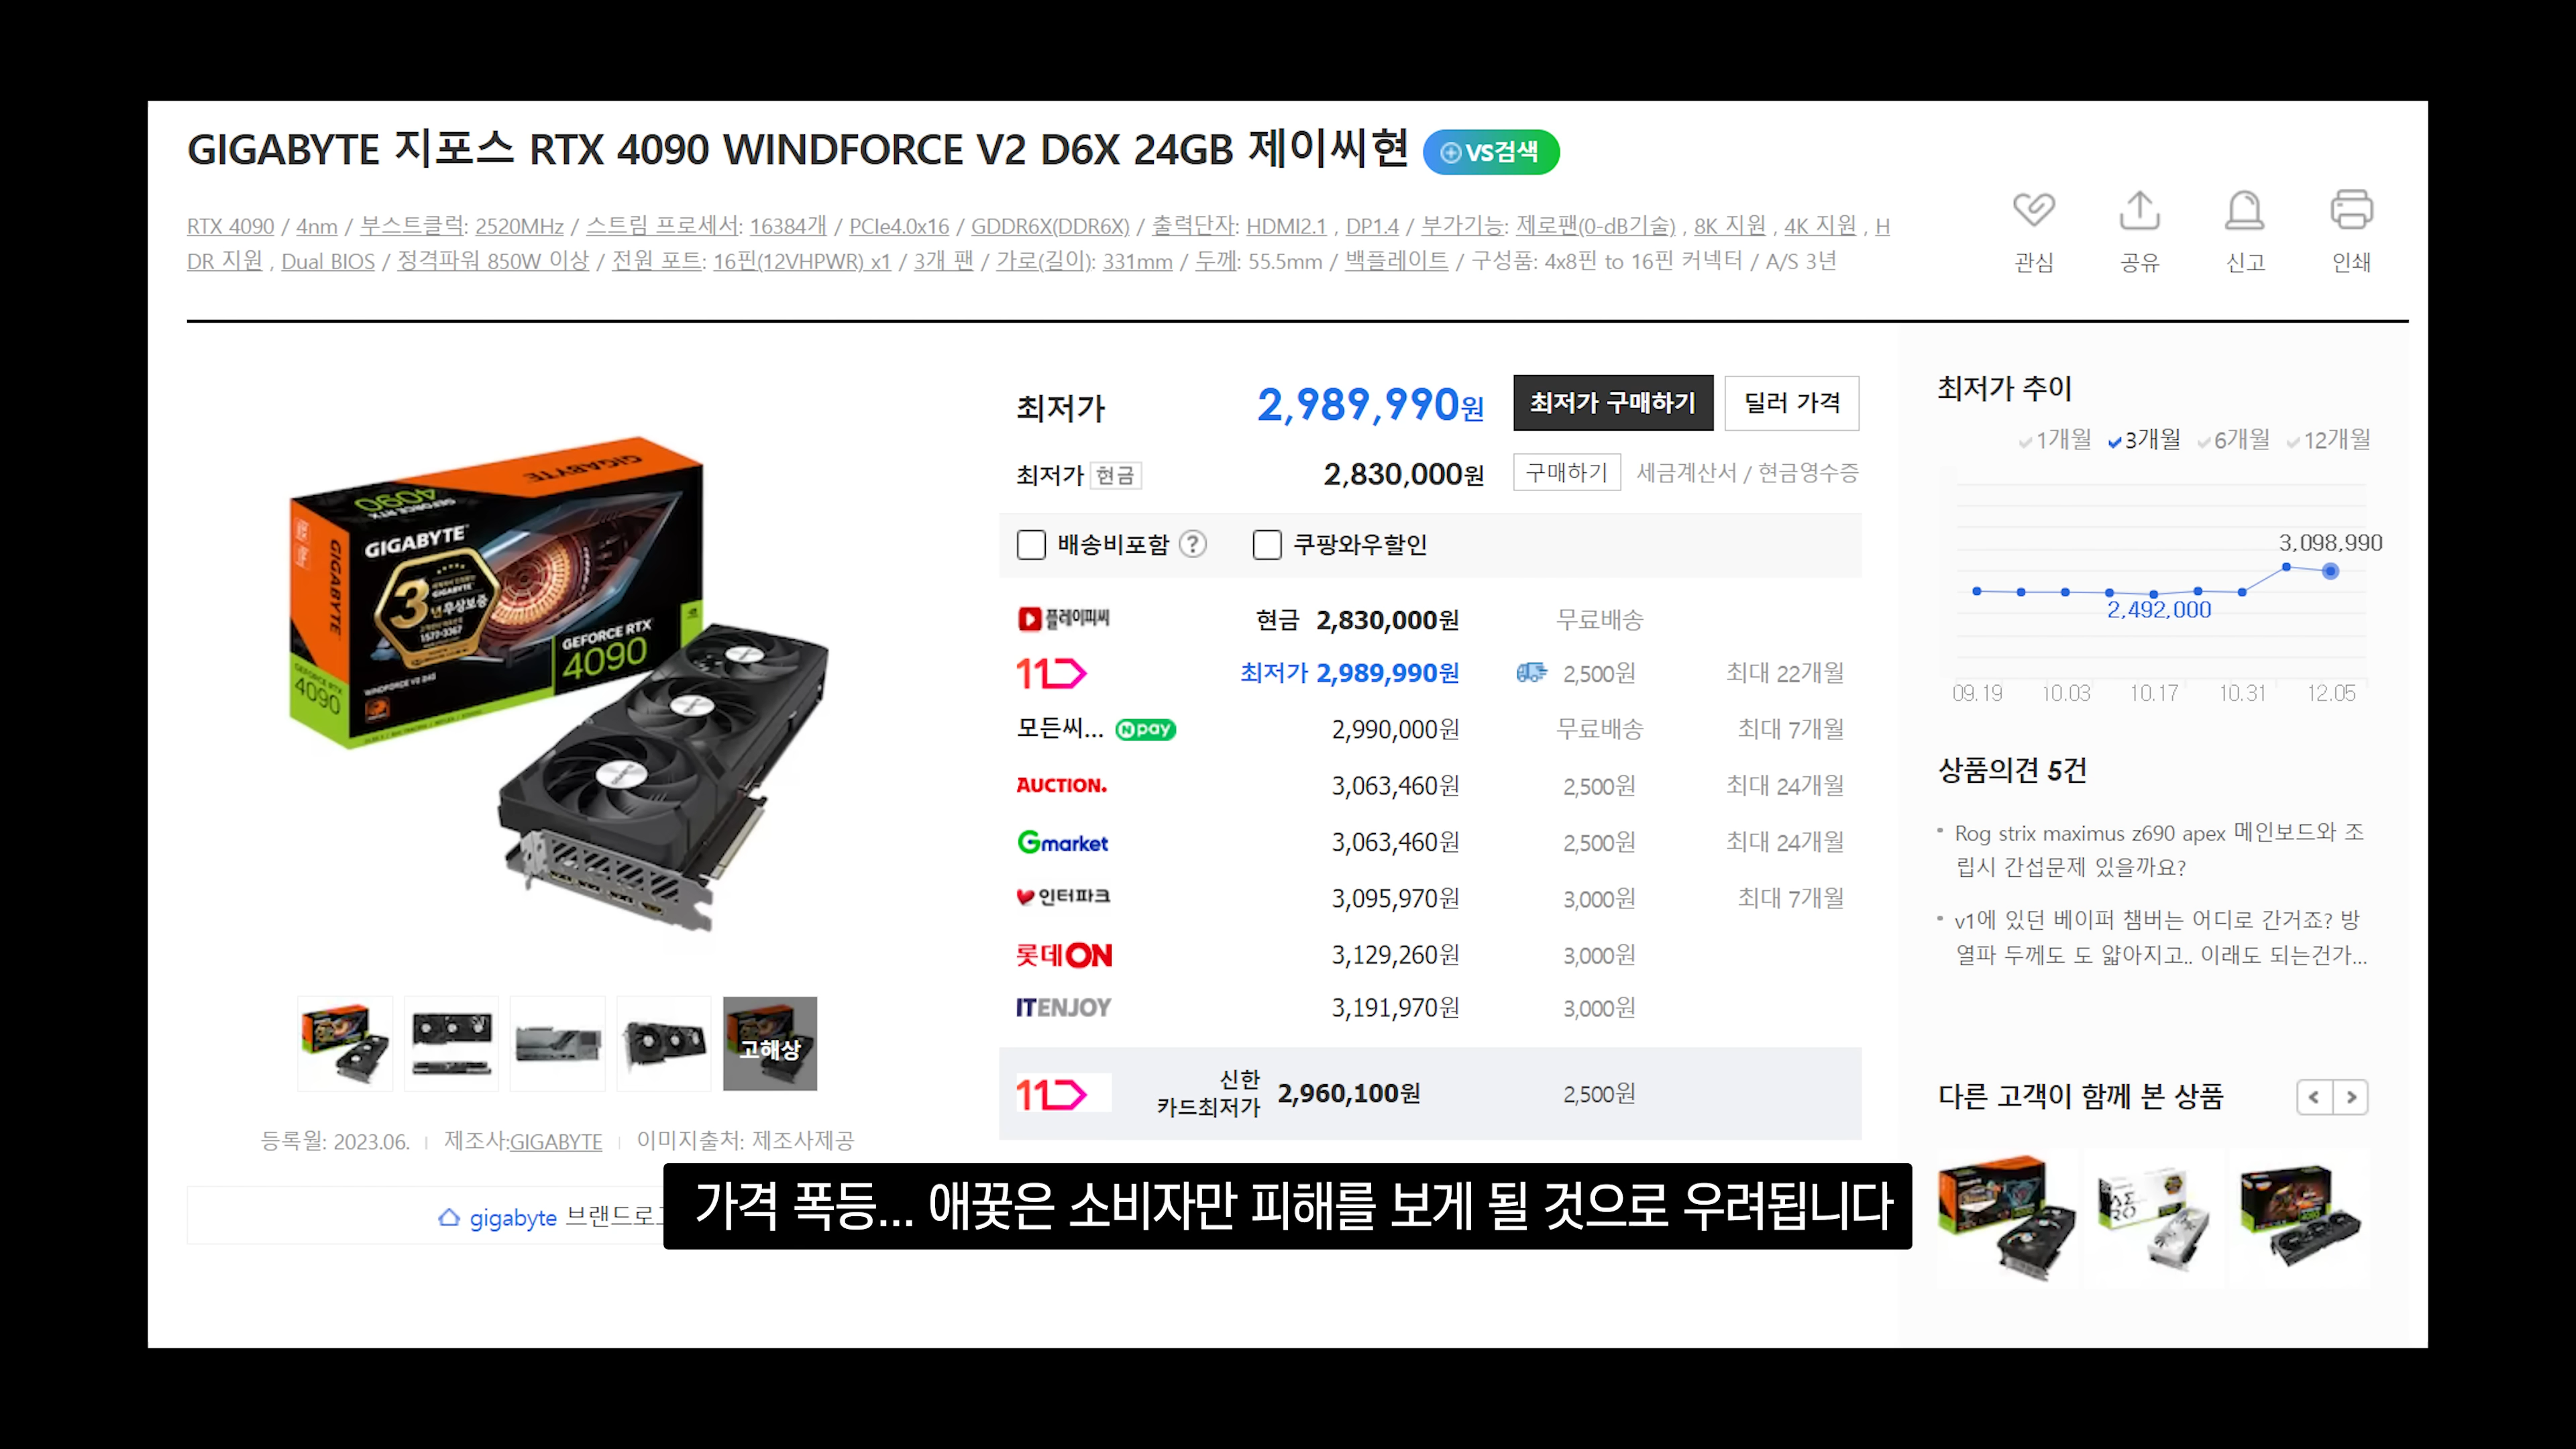 GIGABYTE 지포스 RTX 4090 WINDFORCE V2 D6X 24GB 제이씨현 VS검색
RTX 4090 / 4nm / 부스트클럭: 2520MHz / 스트림 프로세서: 16384개 / PCIe4.0x16 / GDDR6X(DDR6X) / 출력단자: HDMI2.1 , DP1.4 / 부가기능: 제로팬(0-dB기술) , 8K 지원 , 4K 지원 , H
DR 지원 , Dual BIOS / 정격파워 850W 이상 / 전원 포트: 16핀(12VHPWR) x1 / 3개 팬 / 가로(길이): 331mm / 두께: 55.5mm / 백플레이트 / 구성품: 4x8핀 to 16핀 커넥터 / A/S 3년
관심 공유 신고 인쇄
GIGABYTE
GEFORCE RTX 4090
GIGABYTE
GIGABYTE
3년 무상보증
1577-3367
GEFORCE RTX
4090
WINDFORCE V2 24G
GEFORCE RTX
4090
최저가 2,989,990원 최저가 구매하기 딜러 가격
최저가 현금 2,830,000원 구매하기 세금계산서 / 현금영수증
배송비포함 ? 쿠팡와우할인
플레이피씨 현금 2,830,000원 무료배송
11 최저가 2,989,990원 2,500원 최대 22개월
모든씨... N pay 2,990,000원 무료배송 최대 7개월
AUCTION. 3,063,460원 2,500원 최대 24개월
Gmarket 3,063,460원 2,500원 최대 24개월
인터파크 3,095,970원 3,000원 최대 7개월
롯데ON 3,129,260원 3,000원
ITENJOY 3,191,970원 3,000원
11 신한 카드최저가 2,960,100원 2,500원
고해상
등록월: 2023.06. 제조사:GIGABYTE 이미지출처: 제조사제공
gigabyte 브랜드로그
최저가 추이
1개월 3개월 6개월 12개월
3,098,990
2,492,000
09.19 10.03 10.17 10.31 12.05
상품의견 5건
Rog strix maximus z690 apex 메인보드와 조
립시 간섭문제 있을까요?
v1에 있던 베이퍼 챔버는 어디로 간거죠? 방
열파 두께도 도 얇아지고.. 이래도 되는건가...
다른 고객이 함께 본 상품 < >
가격 폭등... 애꿎은 소비자만 피해를 보게 될 것으로 우려됩니다